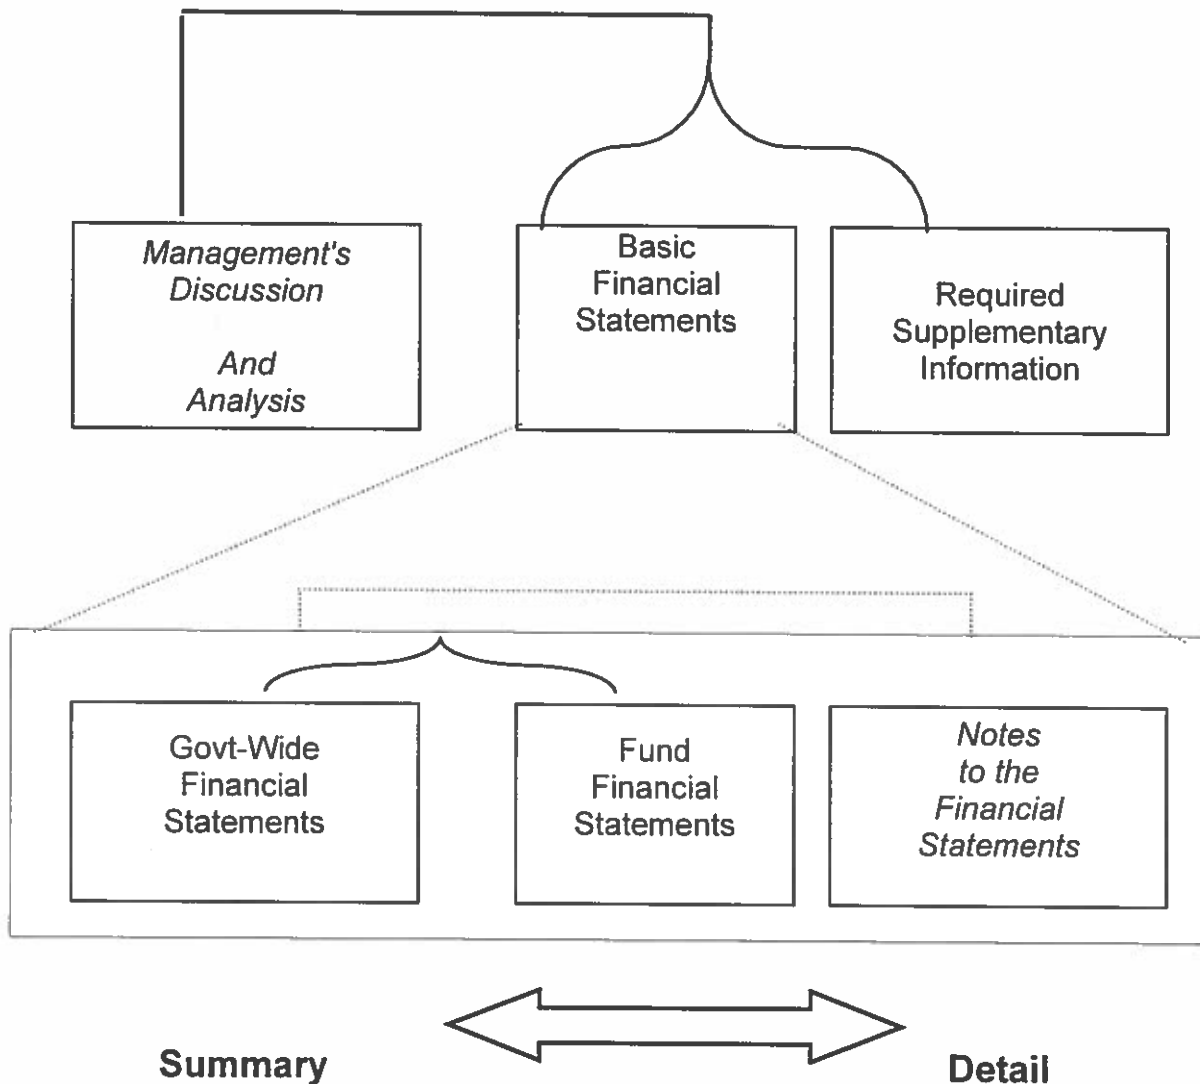 Management's
Discussion
And
Analysis
Basic
Financial
Statements
Required
Supplementary
Information
Govt-Wide
Financial
Statements
Fund
Financial
Statements
Notes
to the
Financial
Statements
Summary
Detail